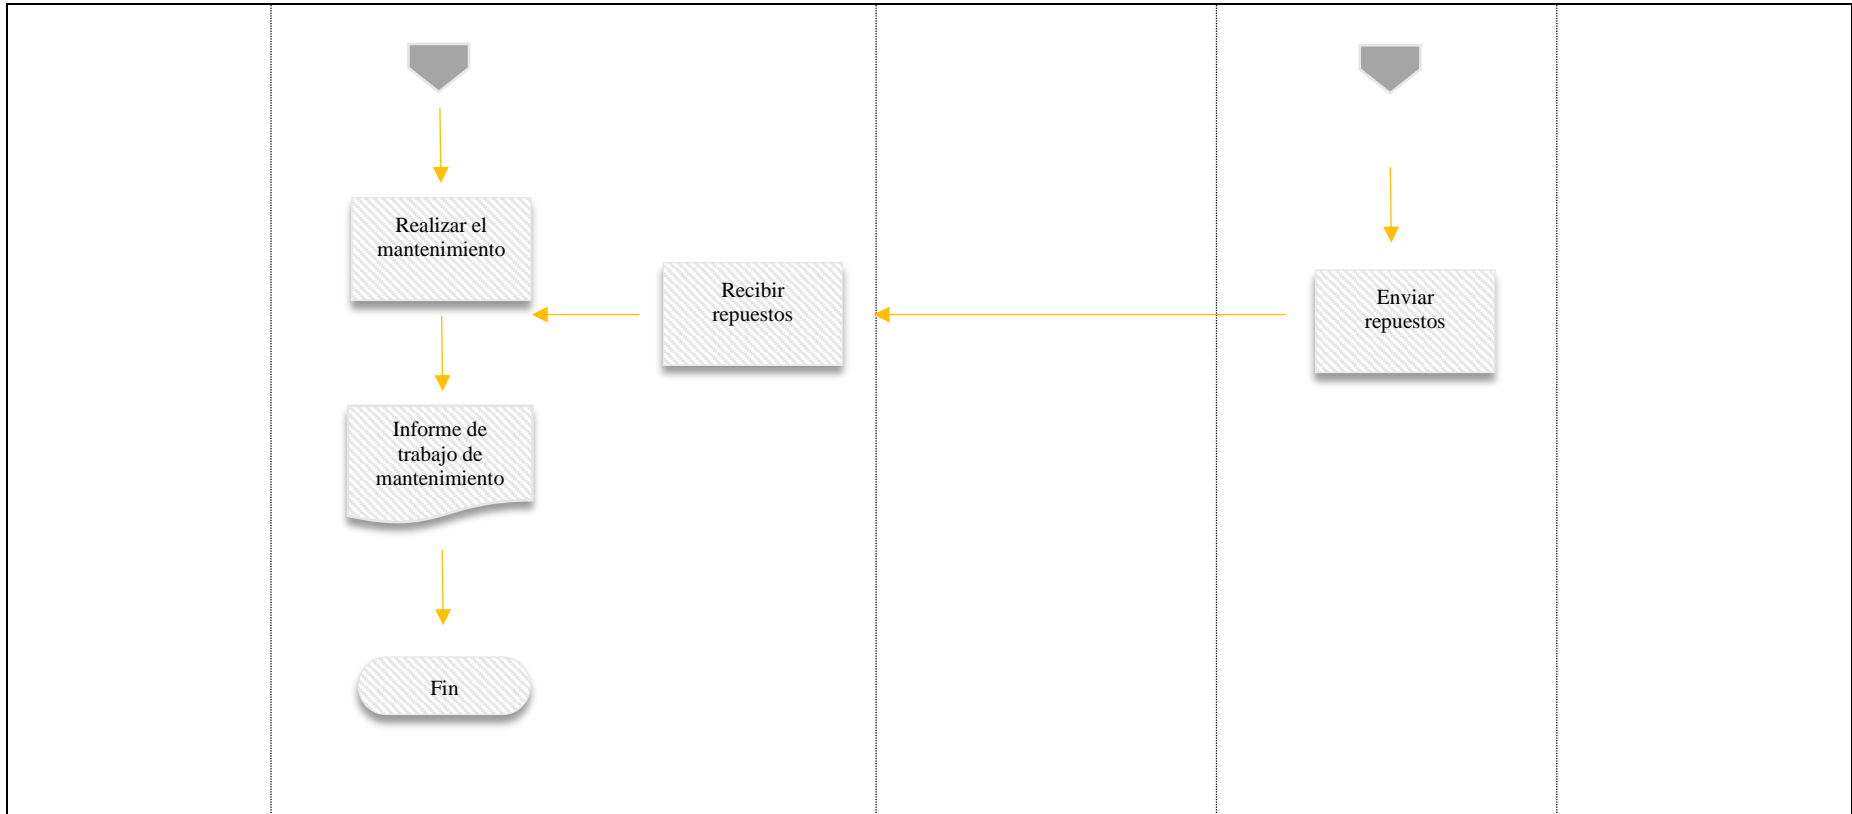 Realizar el
mantenimiento
Recibir
repuestos
Enviar
repuestos
Informe de
trabajo de
mantenimiento
Fin